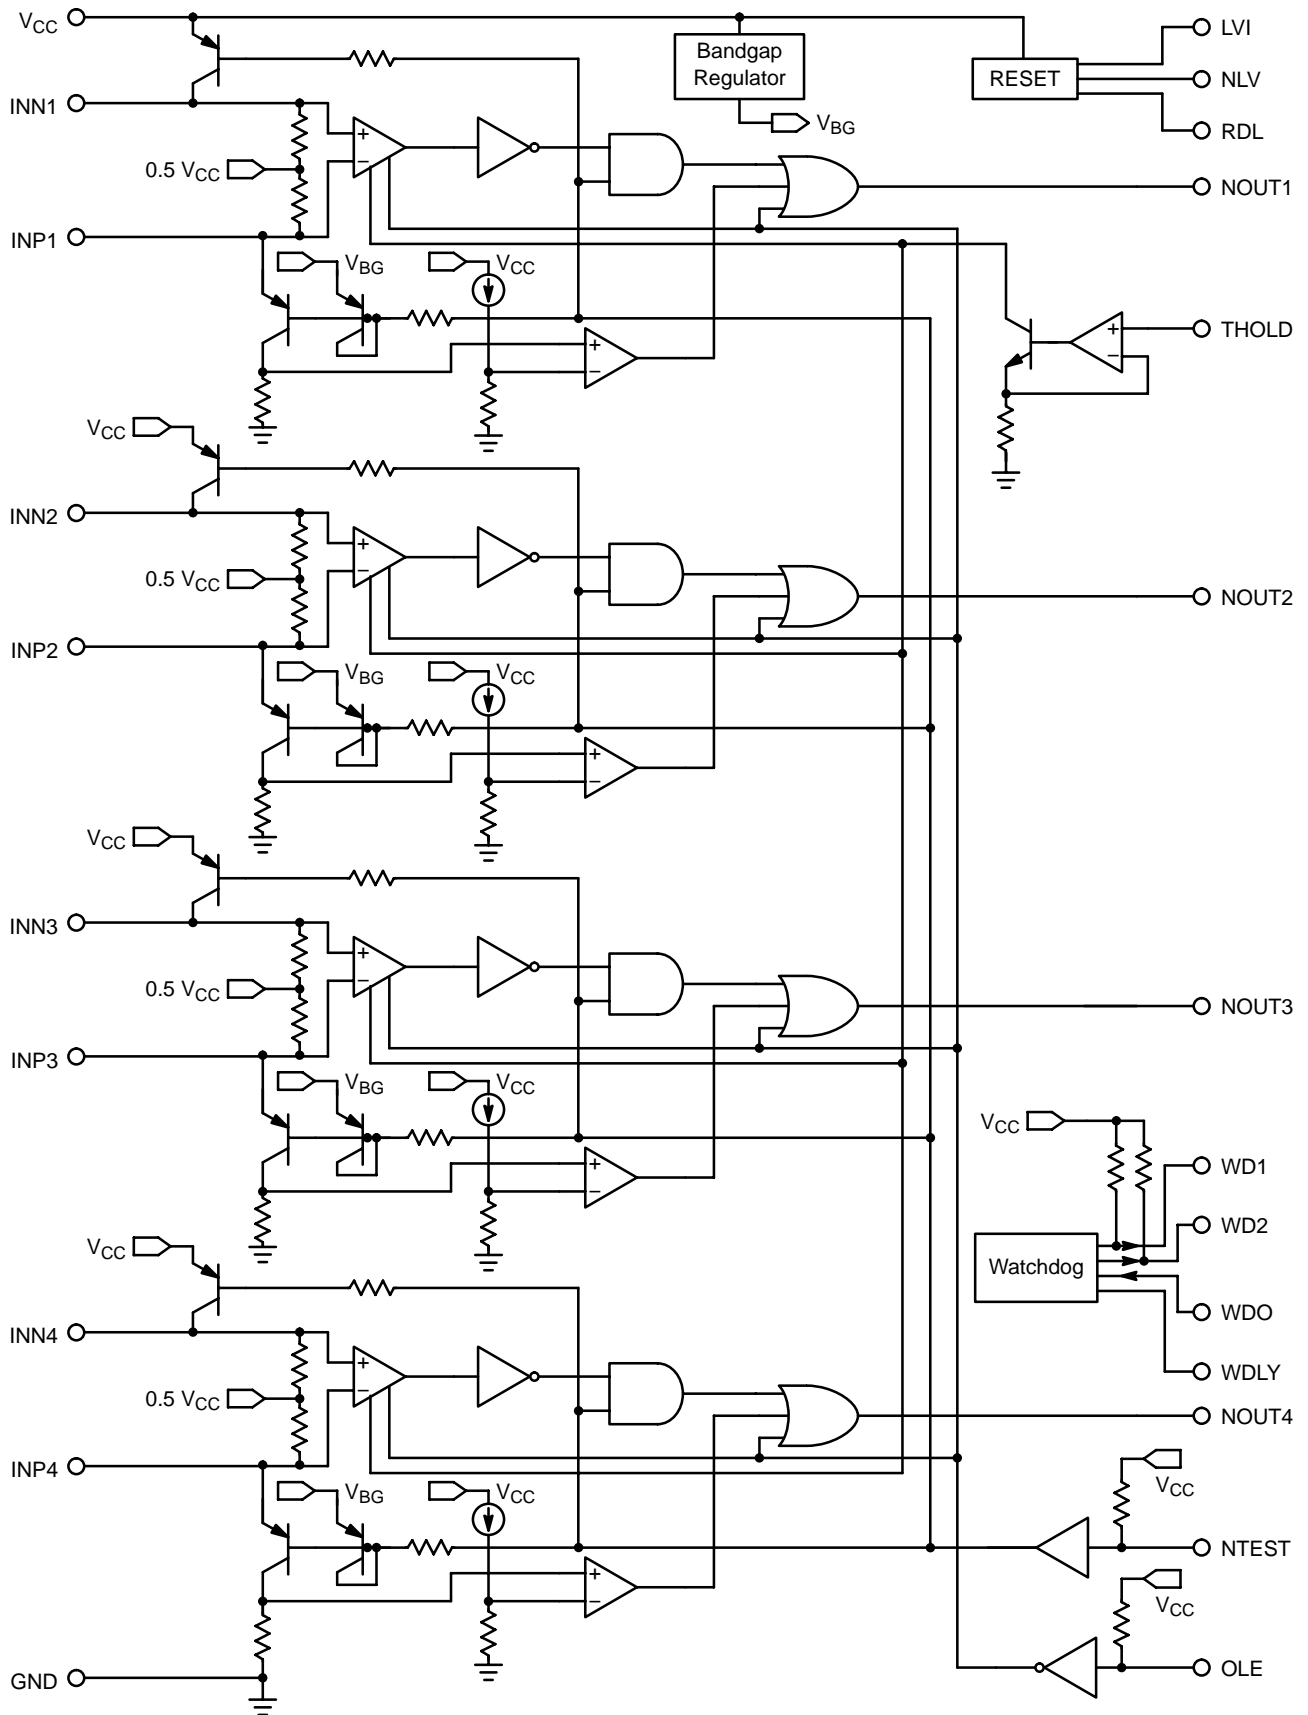 VCC
Bandgap
Regulator
RESET
LVI
NLV
RDL
VBG
INN1
+
−
0.5 VCC
NOUT1
INP1
VBG
VCC
+
−
+
−
THOLD
VCC
INN2
+
−
0.5 VCC
NOUT2
INP2
VBG
VCC
+
−
VCC
INN3
+
−
0.5 VCC
NOUT3
INP3
VBG
VCC
+
−
VCC
WD1
WD2
Watchdog
WDO
WDLY
VCC
INN4
+
−
0.5 VCC
NOUT4
INP4
VBG
VCC
+
−
VCC
NTEST
VCC
OLE
GND